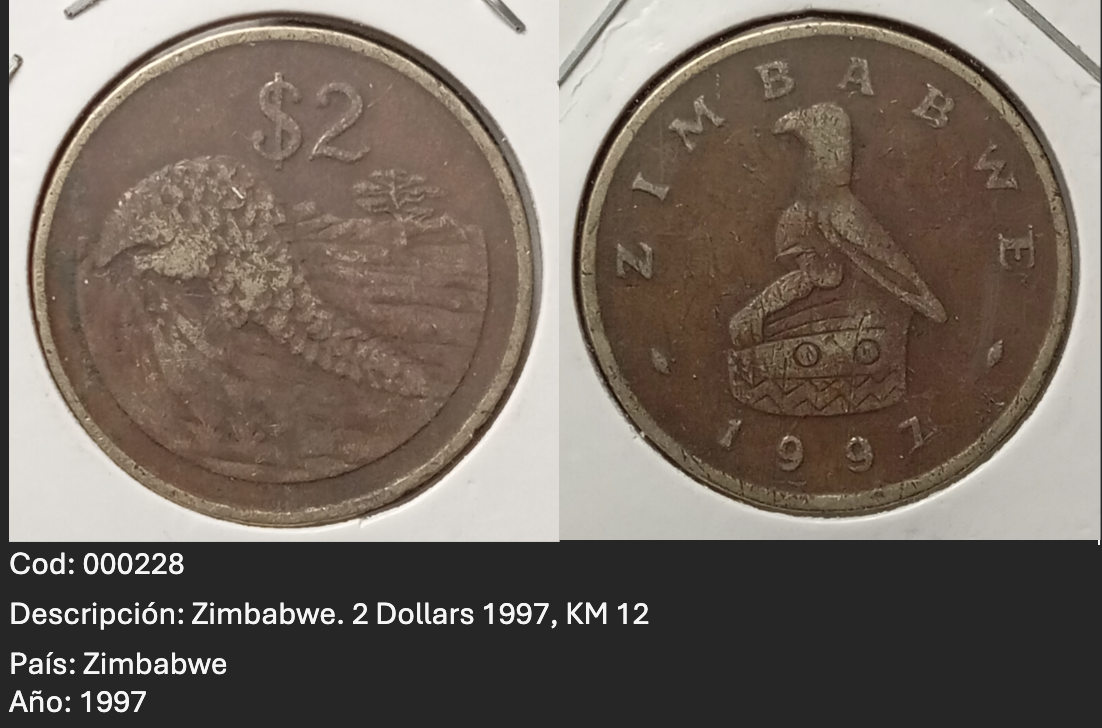 $2
ZIMBABWE
1997
Cod: 000228
Descripción: Zimbabwe. 2 Dollars 1997, KM 12
País: Zimbabwe
Año: 1997